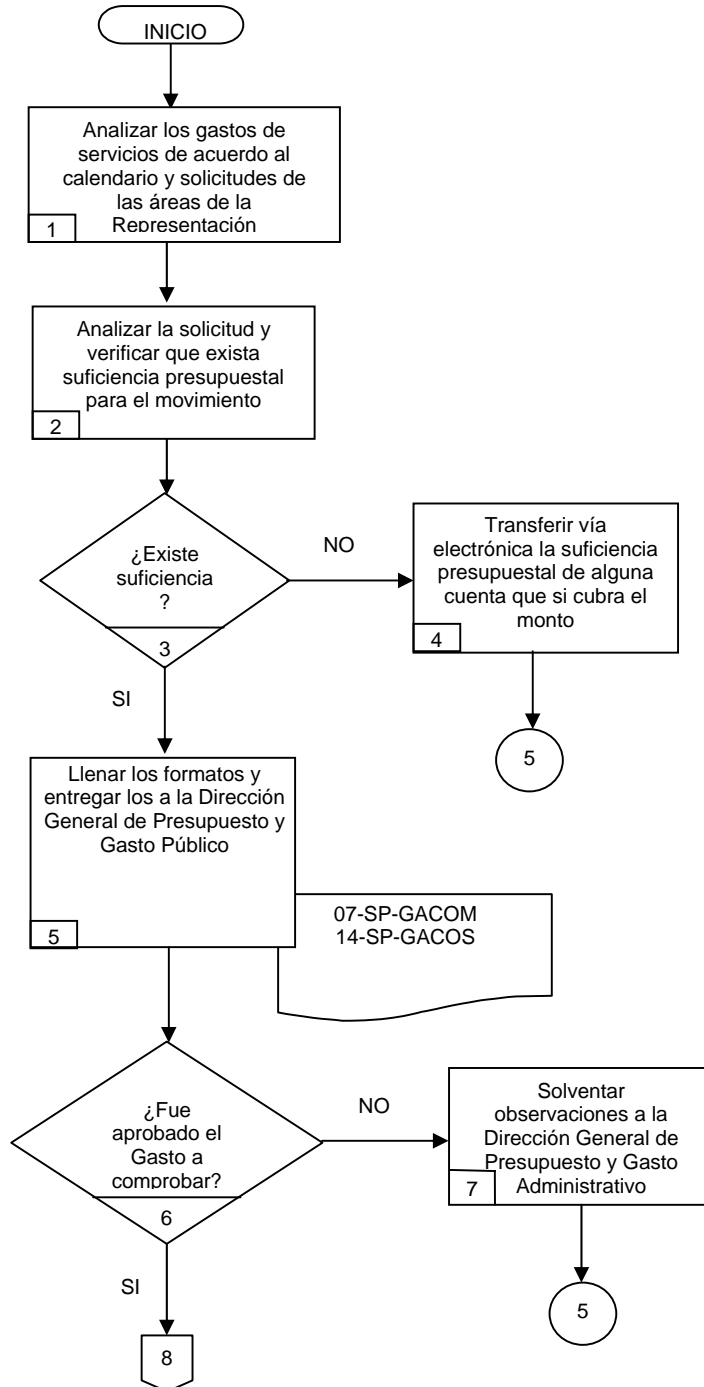 INICIO
Analizar los gastos de
servicios de acuerdo al
calendario y solicitudes de
las áreas de la
Representación
1
Analizar la solicitud y
verificar que exista
suficiencia presupuestal
para el movimiento
2
¿Existe
suficiencia
?
3
NO
Transferir vía
electrónica la suficiencia
presupuestal de alguna
cuenta que si cubra el
monto
4
5
SI
Llenar los formatos y
entregar los a la Dirección
General de Presupuesto y
Gasto Público
5
07-SP-GACOM
14-SP-GACOS
¿Fue
aprobado el
Gasto a
comprobar?
6
NO
Solventar
observaciones a la
Dirección General de
Presupuesto y Gasto
Administrativo
7
5
SI
8